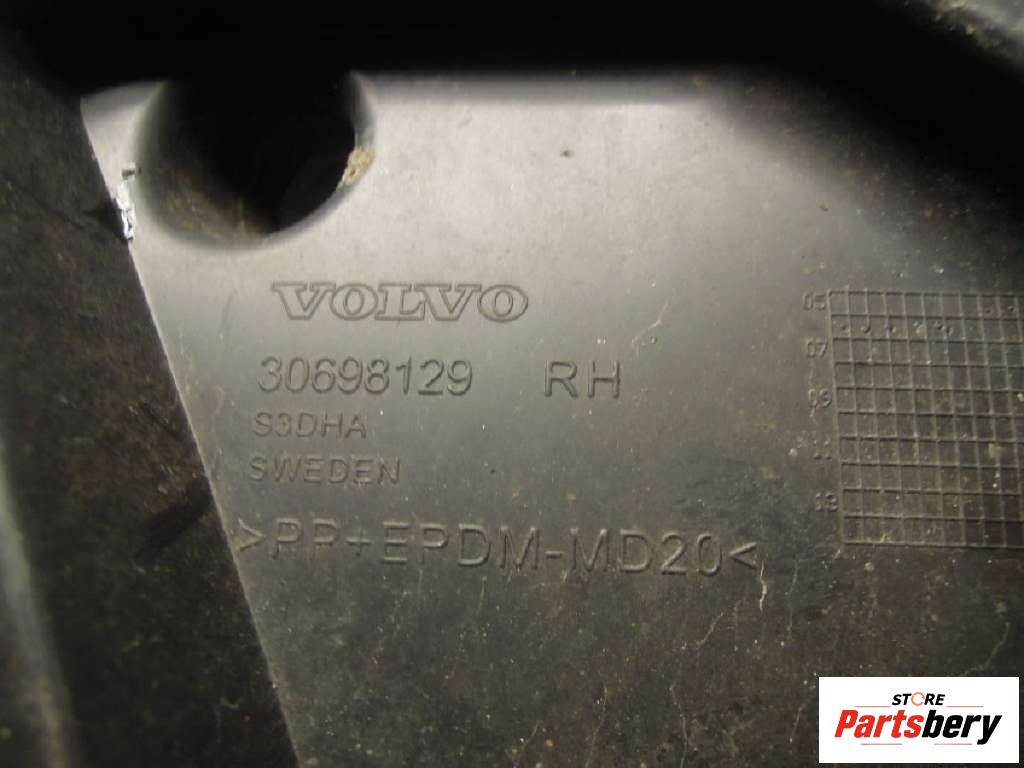 VOLVO
30698129 RH
S3DHA
SWEDEN
>PP+EPDM-MD20<
05
07
09
11
13
STORE
Partsbery